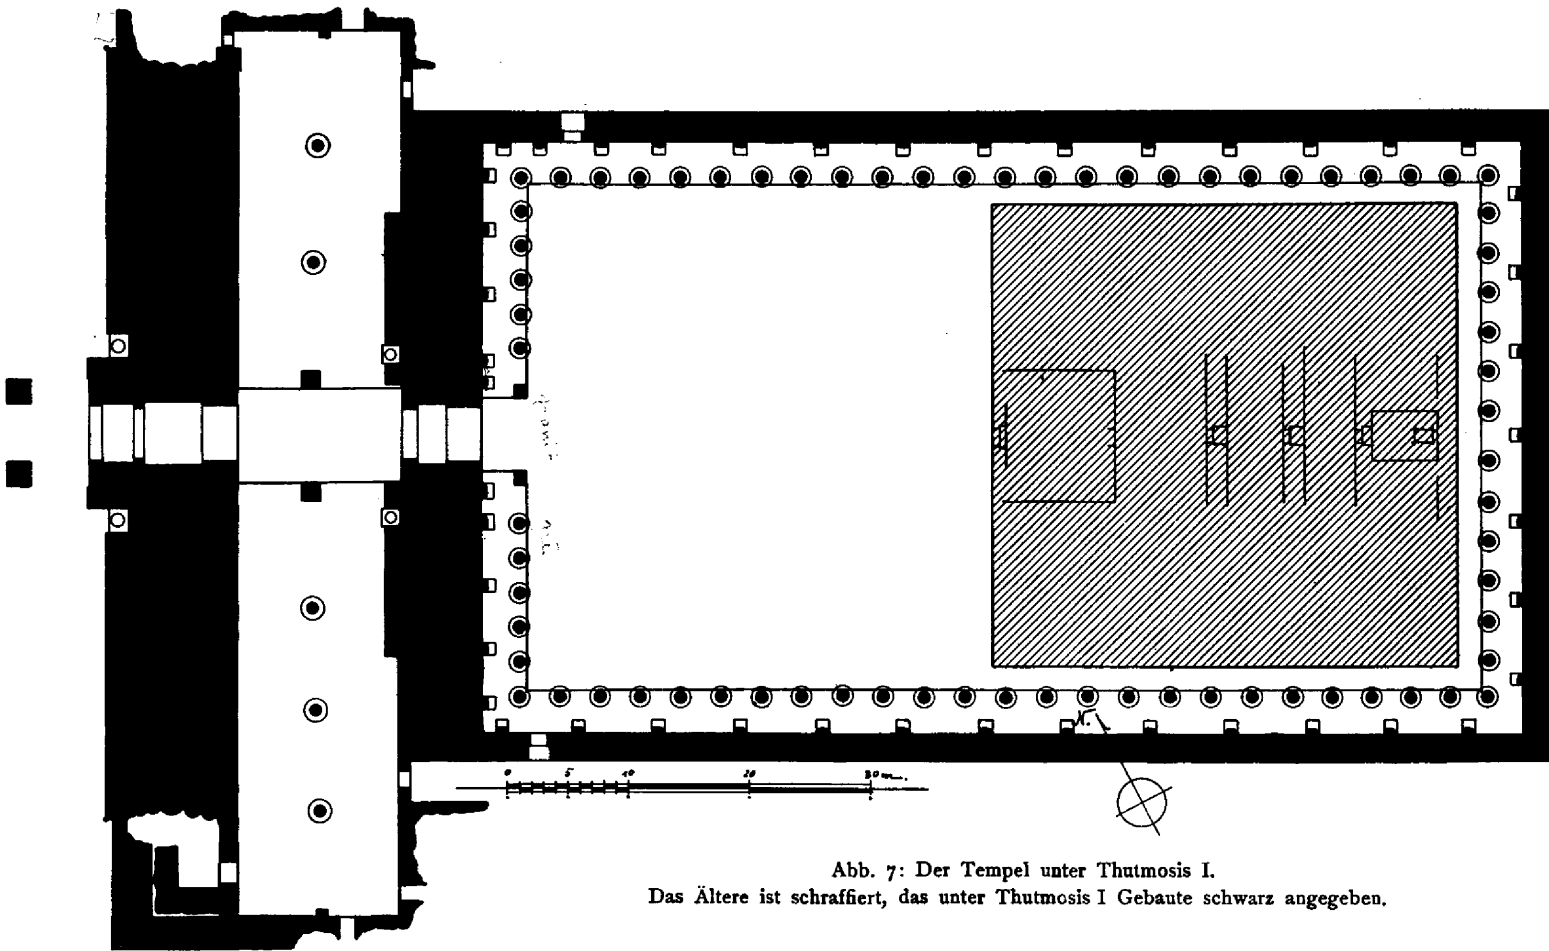 0 5 10 20 30 m.
N.
Abb. 7: Der Tempel unter Thutmosis I.
Das Ältere ist schraffiert, das unter Thutmosis I Gebaute schwarz angegeben.